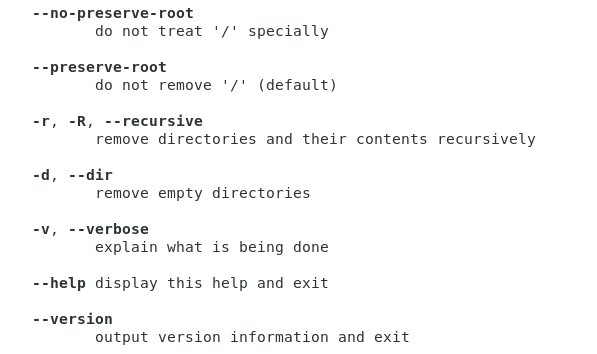 --no-preserve-root
do not treat '/' specially
--preserve-root
do not remove '/' (default)
-r, -R, --recursive
remove directories and their contents recursively
-d, --dir
remove empty directories
-v, --verbose
explain what is being done
--help display this help and exit
--version
output version information and exit